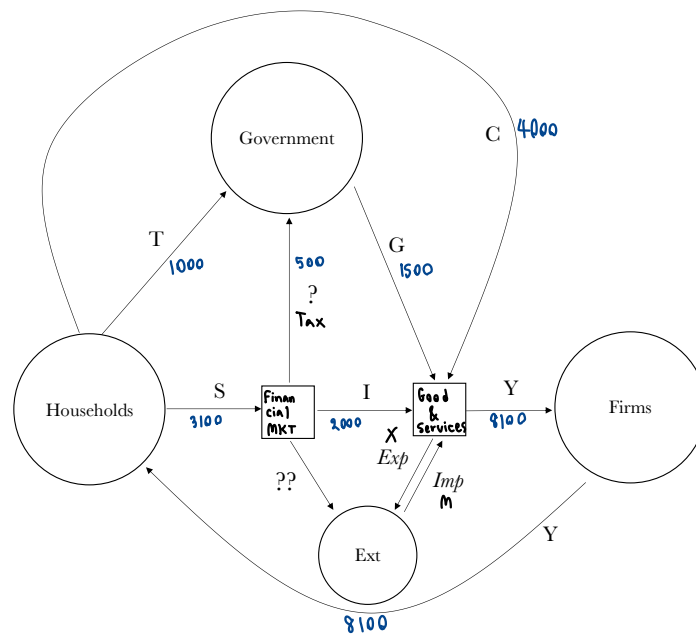 Government
C
4000
T
1000
500
G
1500
?
Tax
Households
S
3100
Finan
cial
MKT
I
2000
Good
&
Services
Y
8100
Firms
X
Exp
Imp
M
??
Ext
Y
8100